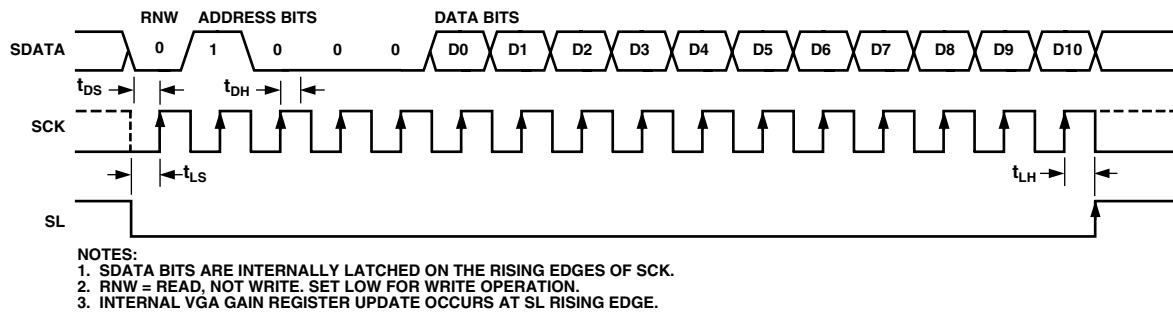 RNW ADDRESS BITS DATA BITS
SDATA 0 1 0 0 0 D0 D1 D2 D3 D4 D5 D6 D7 D8 D9 D10
tDS tDH
SCK
tLS tLH
SL
NOTES:
1. SDATA BITS ARE INTERNALLY LATCHED ON THE RISING EDGES OF SCK.
2. RNW = READ, NOT WRITE. SET LOW FOR WRITE OPERATION.
3. INTERNAL VGA GAIN REGISTER UPDATE OCCURS AT SL RISING EDGE.